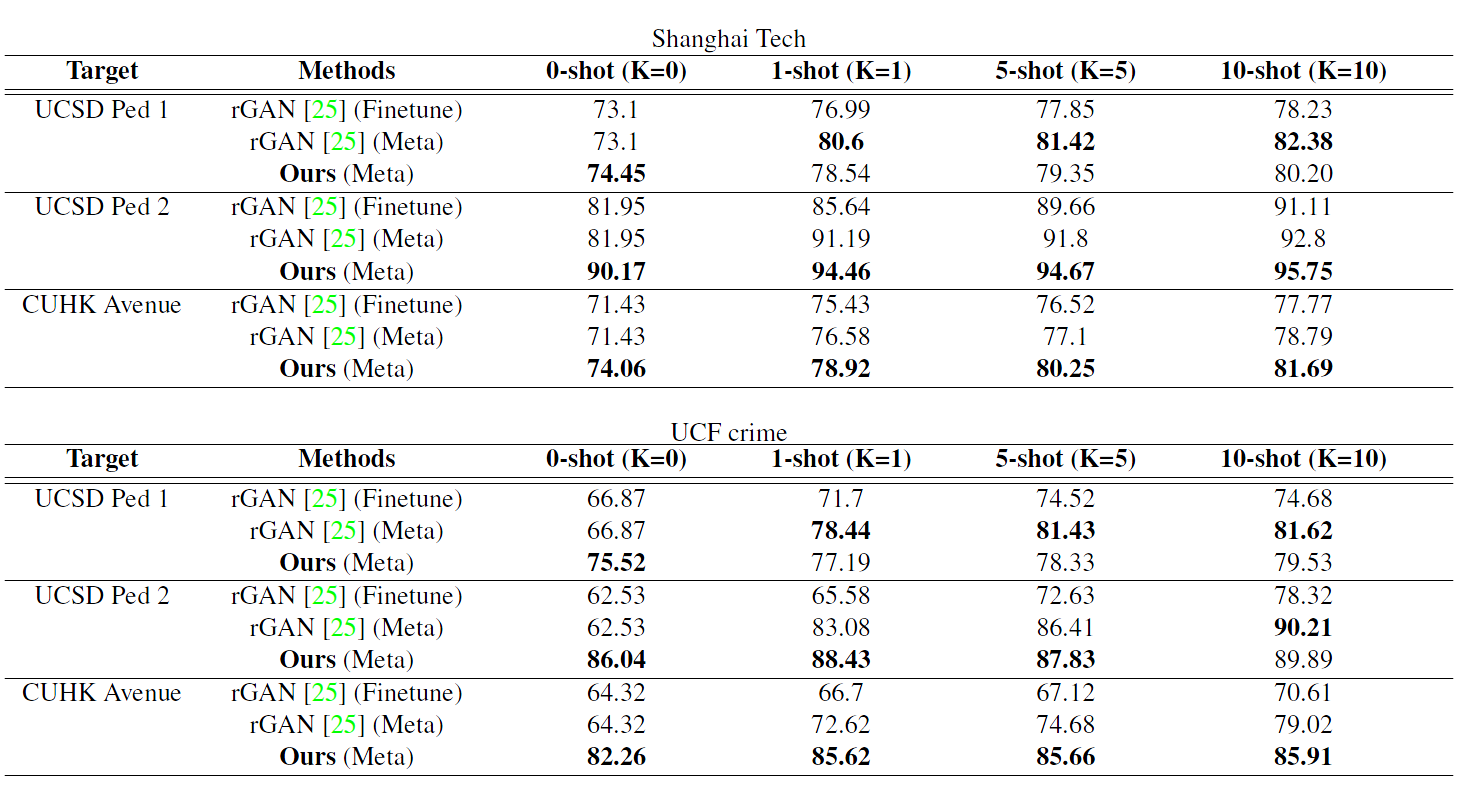 Shanghai Tech
Target Methods 0-shot (K=0) 1-shot (K=1) 5-shot (K=5) 10-shot (K=10)
UCSD Ped 1 rGAN [25] (Finetune) 73.1 76.99 77.85 78.23
rGAN [25] (Meta) 73.1 80.6 81.42 82.38
Ours (Meta) 74.45 78.54 79.35 80.20
UCSD Ped 2 rGAN [25] (Finetune) 81.95 85.64 89.66 91.11
rGAN [25] (Meta) 81.95 91.19 91.8 92.8
Ours (Meta) 90.17 94.46 94.67 95.75
CUHK Avenue rGAN [25] (Finetune) 71.43 75.43 76.52 77.77
rGAN [25] (Meta) 71.43 76.58 77.1 78.79
Ours (Meta) 74.06 78.92 80.25 81.69
UCF crime
Target Methods 0-shot (K=0) 1-shot (K=1) 5-shot (K=5) 10-shot (K=10)
UCSD Ped 1 rGAN [25] (Finetune) 66.87 71.7 74.52 74.68
rGAN [25] (Meta) 66.87 78.44 81.43 81.62
Ours (Meta) 75.52 77.19 78.33 79.53
UCSD Ped 2 rGAN [25] (Finetune) 62.53 65.58 72.63 78.32
rGAN [25] (Meta) 62.53 83.08 86.41 90.21
Ours (Meta) 86.04 88.43 87.83 89.89
CUHK Avenue rGAN [25] (Finetune) 64.32 66.7 67.12 70.61
rGAN [25] (Meta) 64.32 72.62 74.68 79.02
Ours (Meta) 82.26 85.62 85.66 85.91